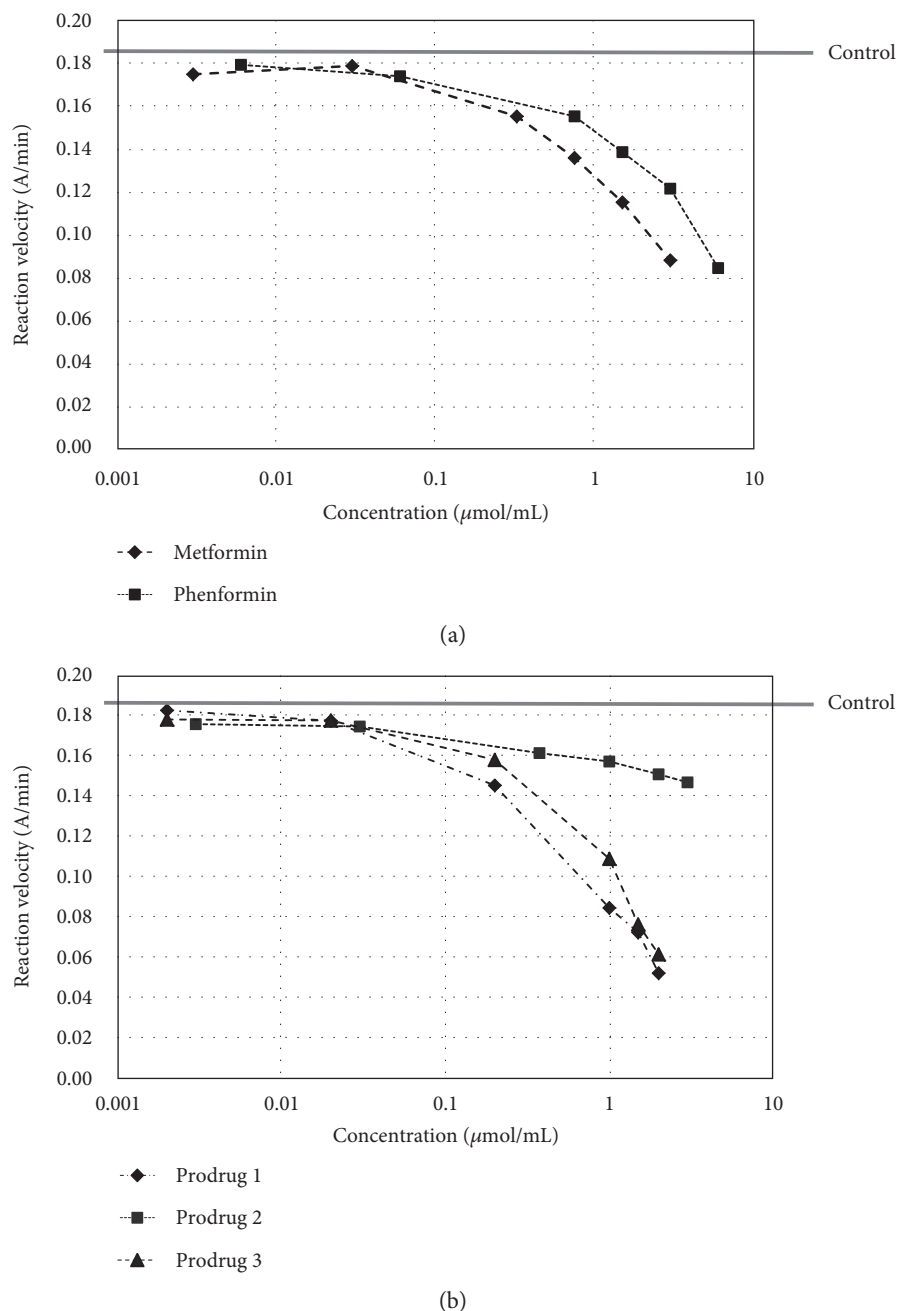 0.20
0.18
0.16
0.14
0.12
0.10
0.08
0.06
0.04
0.02
0.00
Reaction velocity (A/min)
Control
0.001 0.01 0.1 1 10
Concentration (μmol/mL)
Metformin
Phenformin
(a)
0.20
0.18
0.16
0.14
0.12
0.10
0.08
0.06
0.04
0.02
0.00
Reaction velocity (A/min)
Control
0.001 0.01 0.1 1 10
Concentration (μmol/mL)
Prodrug 1
Prodrug 2
Prodrug 3
(b)